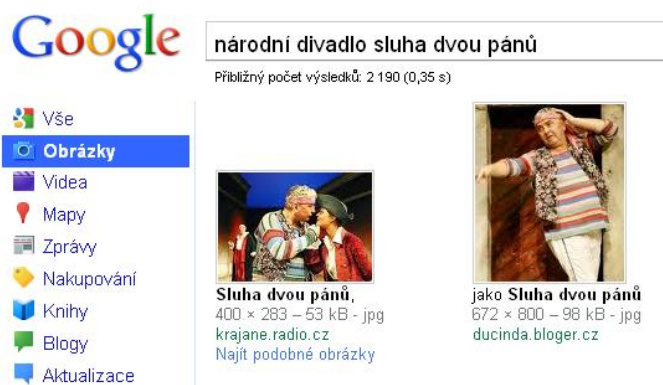 Google
národní divadlo sluha dvou pánů
Přibližný počet výsledků: 2 190 (0,35 s)
Vše
Obrázky
Videa
Mapy
Zprávy
Nakupování
Knihy
Blogy
Aktualizace
Sluha dvou pánů,
400 × 283 – 53 kB - jpg
krajane.radio.cz
Najít podobné obrázky
jako Sluha dvou pánů
672 × 800 – 98 kB - jpg
ducinda.bloger.cz